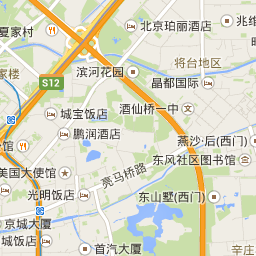 夏家村
北京珀丽酒店
兆维
将台地区
家楼
S12
滨河花园
晶都国际
城宝饭店
酒仙桥一中
鹏润酒店
燕沙·后(西门)
馆
东风社区图书馆
美国大使馆
亮马桥路
光明饭店
东山墅(西门)
京城大厦
城饭店
首汽大厦
辛庄